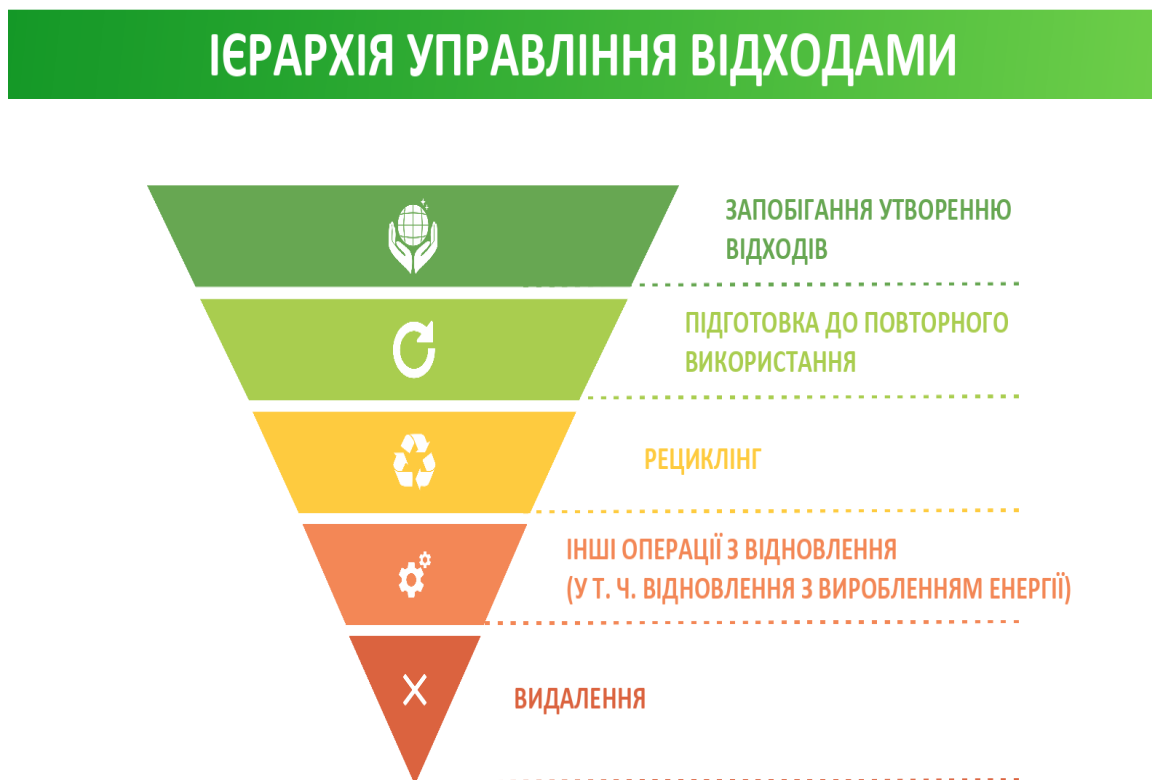 ІЄРАРХІЯ УПРАВЛІННЯ ВІДХОДАМИ
ЗАПОБІГАННЯ УТВОРЕННЮ
ВІДХОДІВ
ПІДГОТОВКА ДО ПОВТОРНОГО
ВИКОРИСТАННЯ
РЕЦИКЛІНГ
ІНШІ ОПЕРАЦІЇ З ВІДНОВЛЕННЯ
(У Т. Ч. ВІДНОВЛЕННЯ З ВИРОБЛЕННЯМ ЕНЕРГІЇ)
ВИДАЛЕННЯ